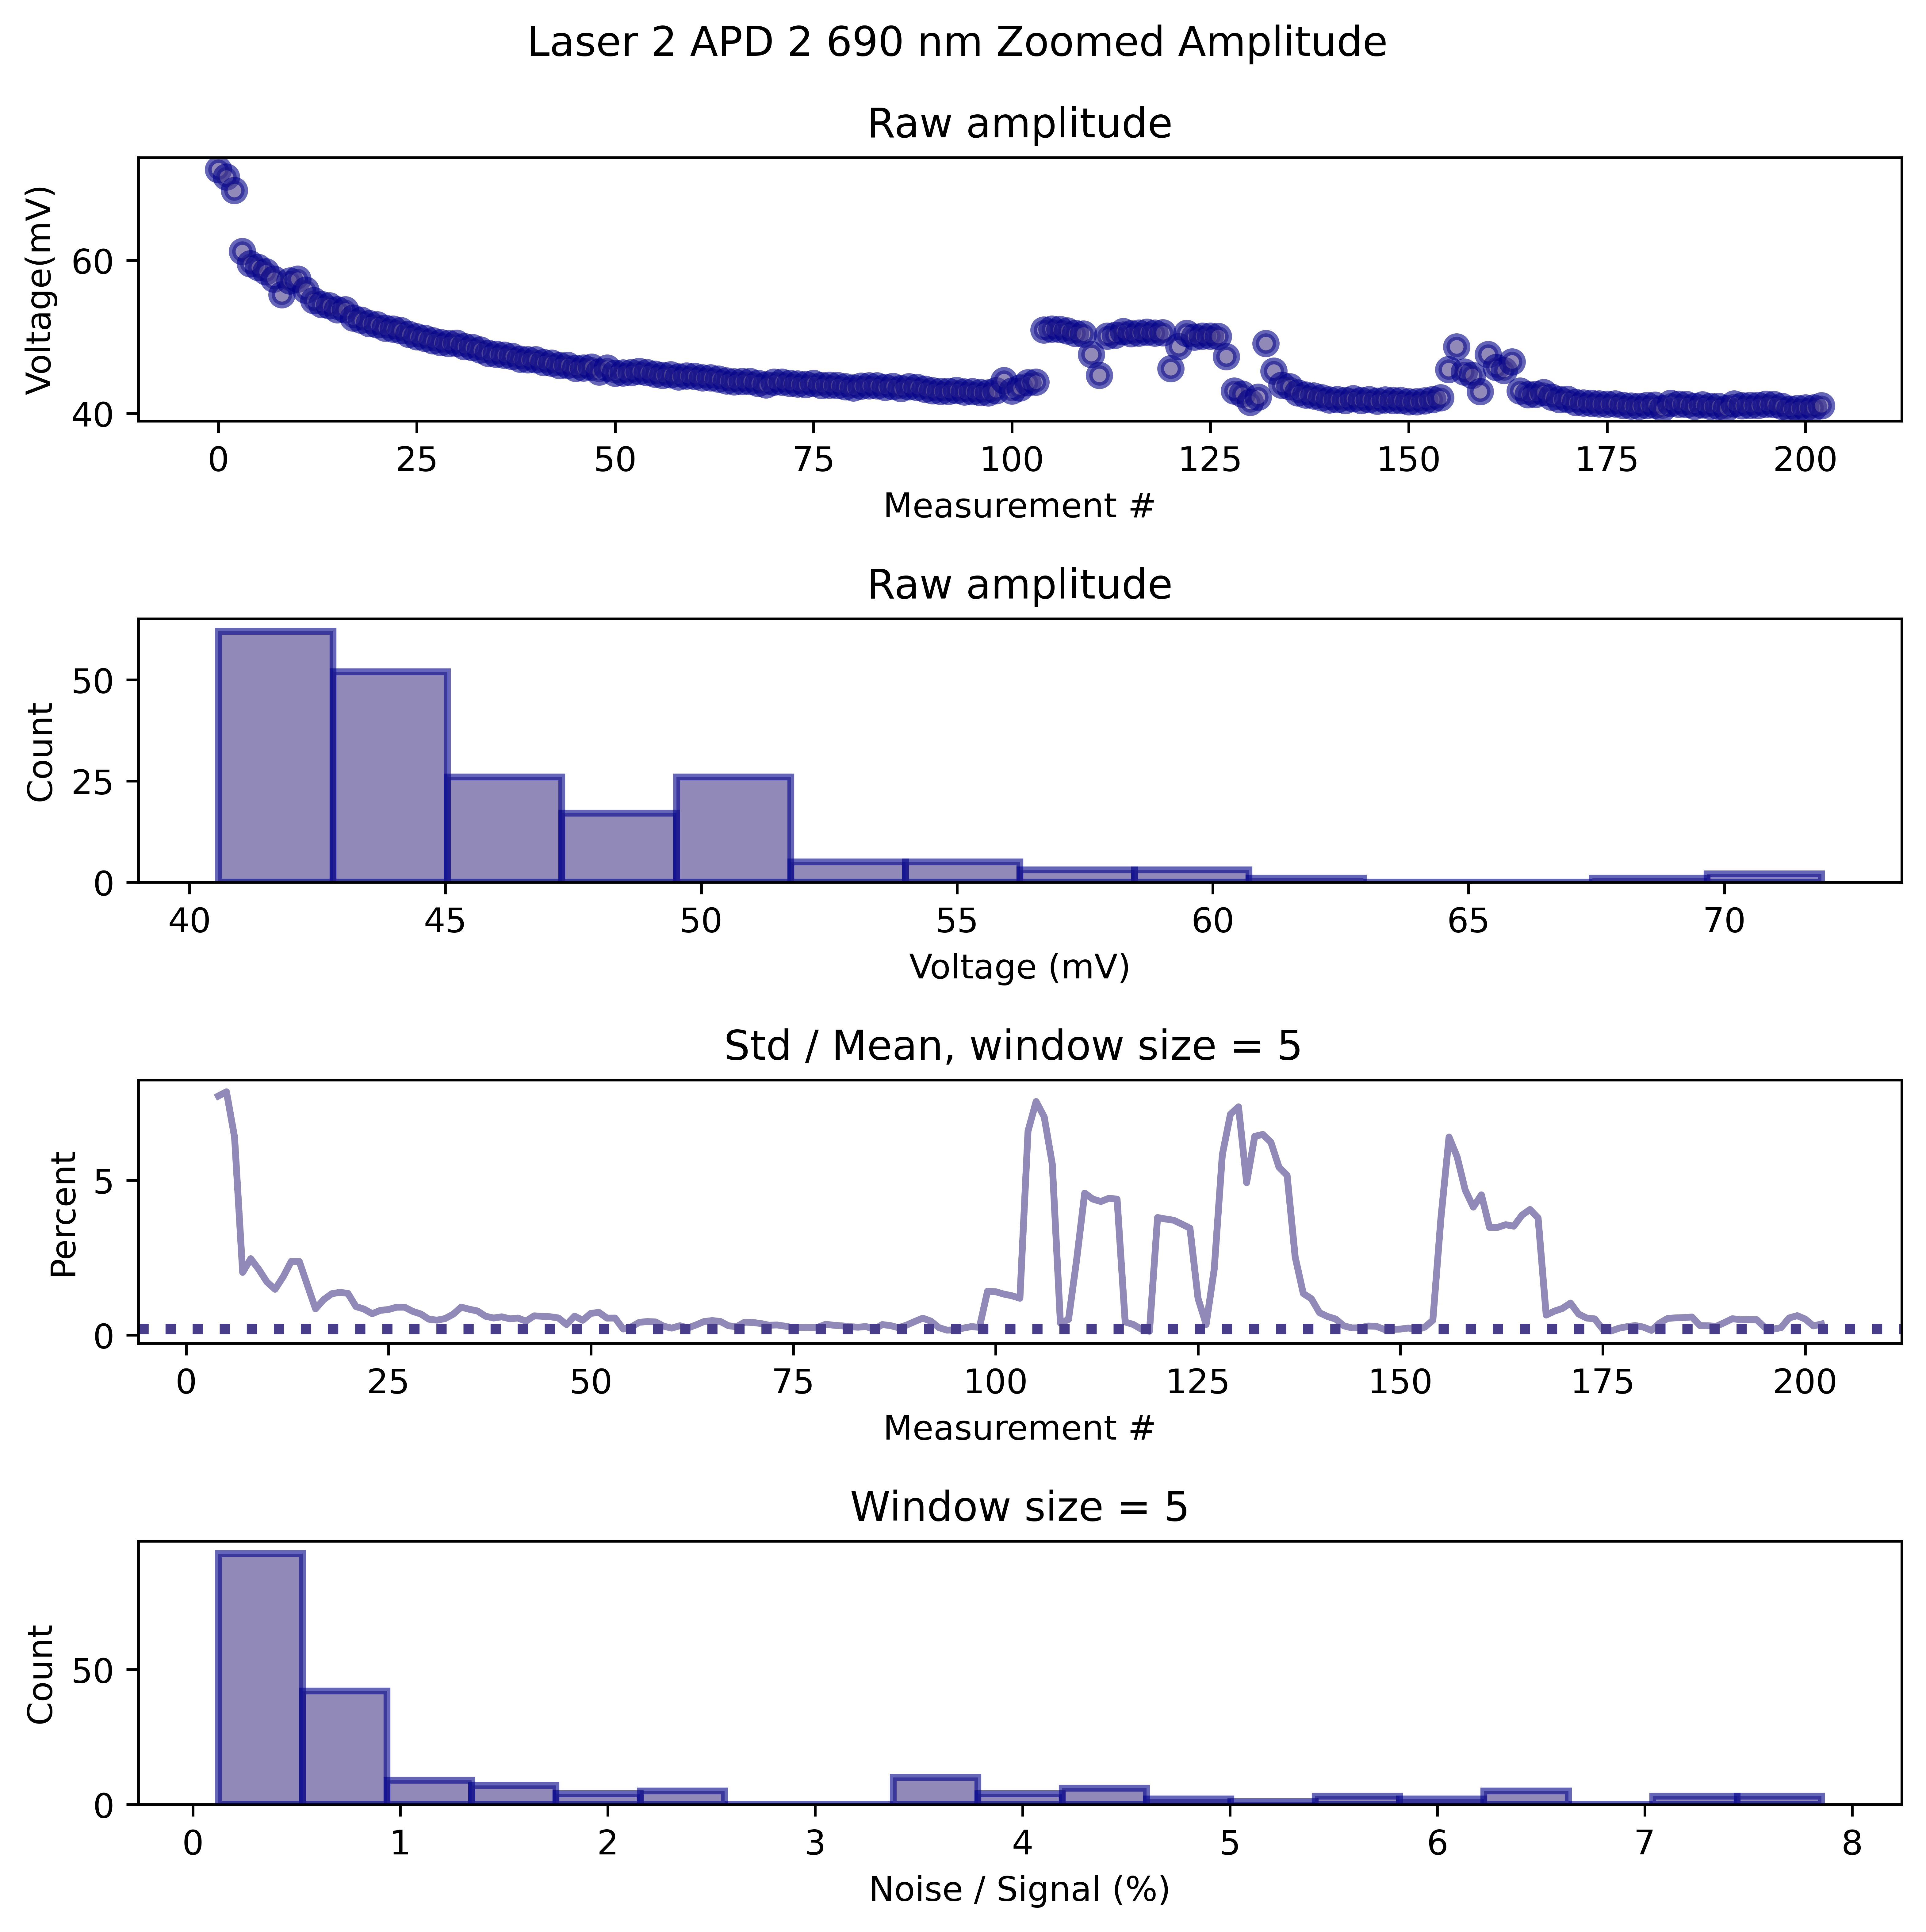 Laser 2 APD 2 690 nm Zoomed Amplitude
Raw amplitude
Voltage(mV)
60
40
0 25 50 75 100 125 150 175 200
Measurement #
Raw amplitude
Count
50
25
0
40 45 50 55 60 65 70
Voltage (mV)
Std / Mean, window size = 5
Percent
5
0
0 25 50 75 100 125 150 175 200
Measurement #
Window size = 5
Count
50
0
0 1 2 3 4 5 6 7 8
Noise / Signal (%)